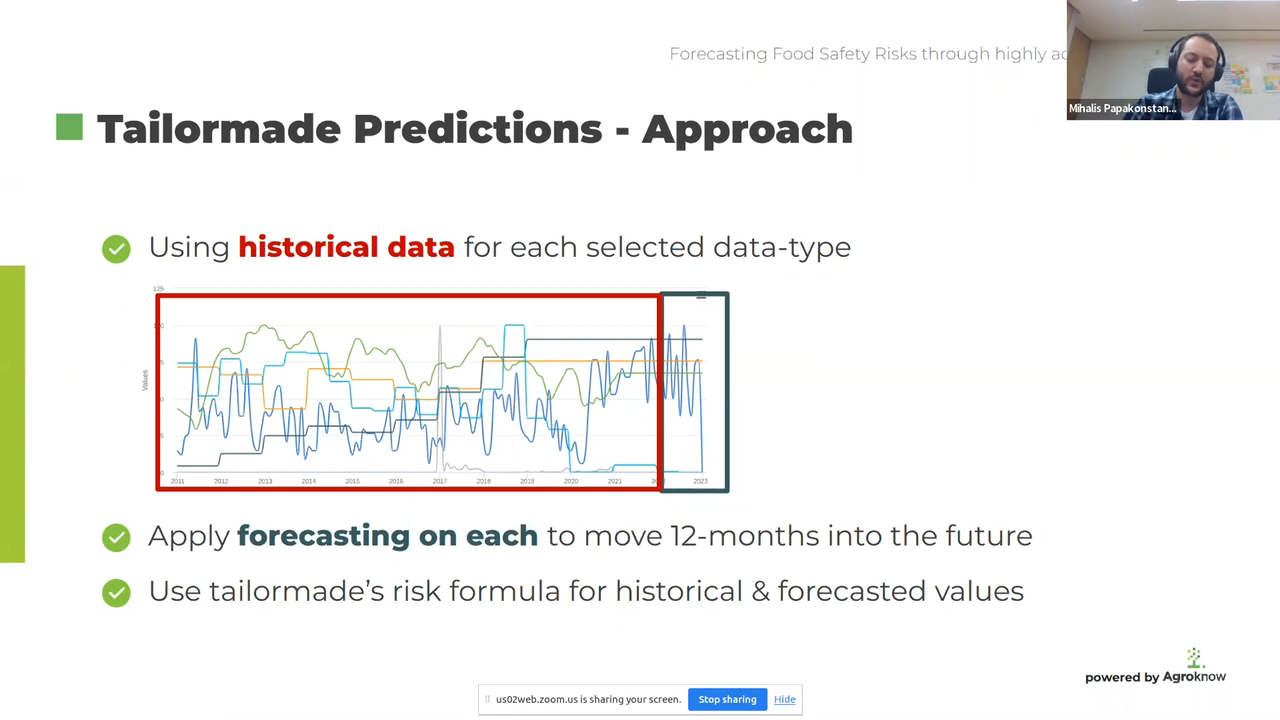 Forecasting Food Safety Risks through highly
Mihalis Papakonstan...
Tailormade Predictions - Approach
Using historical data for each selected data-type
125
Values
0
2011 2012 2013 2014 2015 2016 2017 2018 2019 2020 2021 2023
Apply forecasting on each to move 12-months into the future
Use tailormade’s risk formula for historical & forecasted values
powered by Agroknow
us02web.zoom.us is sharing your screen. Stop sharing Hide